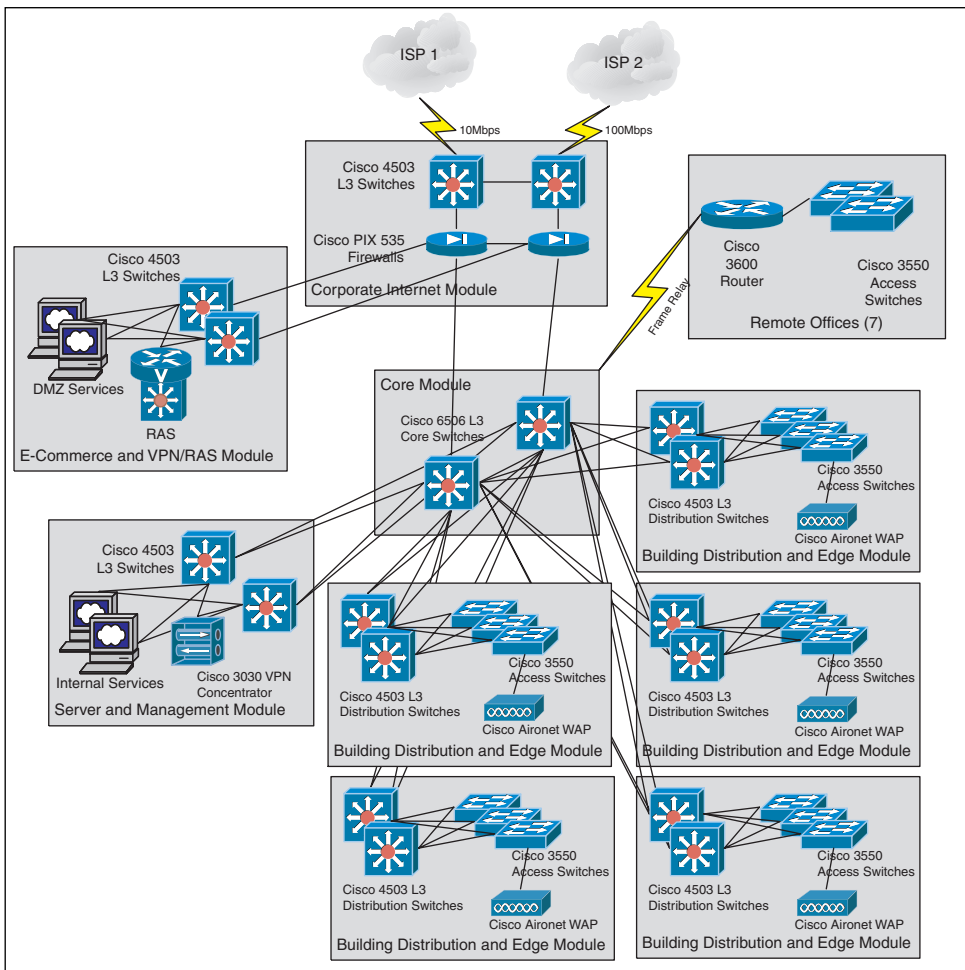 ISP 1
ISP 2
10Mbps
100Mbps
Cisco 4503
L3 Switches
Cisco PIX 535
Firewalls
Corporate Internet Module
Cisco
3600
Router
Cisco 3550
Access
Switches
Remote Offices (7)
Frame Relay
Cisco 4503
L3 Switches
DMZ Services
RAS
E-Commerce and VPN/RAS Module
Core Module
Cisco 6506 L3
Core Switches
Cisco 3550
Access Switches
Cisco 4503 L3
Distribution Switches
Cisco Aironet WAP
Building Distribution and Edge Module
Cisco 4503
L3 Switches
Internal Services
Cisco 3030 VPN
Concentrator
Server and Management Module
Cisco 3550
Access Switches
Cisco 4503 L3
Distribution Switches
Cisco Aironet WAP
Building Distribution and Edge Module
Cisco 3550
Access Switches
Cisco 4503 L3
Distribution Switches
Cisco Aironet WAP
Building Distribution and Edge Module
Cisco 3550
Access Switches
Cisco 4503 L3
Distribution Switches
Cisco Aironet WAP
Building Distribution and Edge Module
Cisco 3550
Access Switches
Cisco 4503 L3
Distribution Switches
Cisco Aironet WAP
Building Distribution and Edge Module